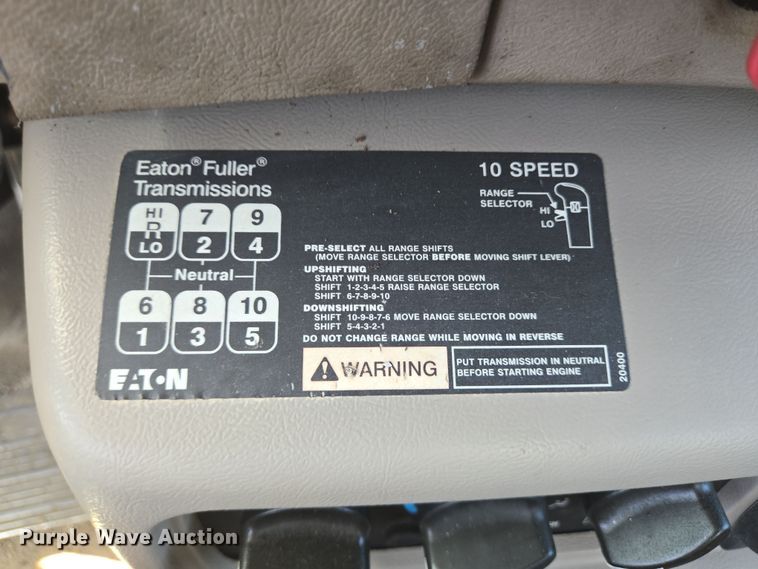 Eaton® Fuller®
Transmissions
10 SPEED
RANGE
SELECTOR
HI
LO
HI
R
LO
7
2
9
4
Neutral
6
1
8
3
10
5
PRE-SELECT ALL RANGE SHIFTS
(MOVE RANGE SELECTOR BEFORE MOVING SHIFT LEVER)
UPSHIFTING
START WITH RANGE SELECTOR DOWN
SHIFT 1-2-3-4-5 RAISE RANGE SELECTOR
SHIFT 6-7-8-9-10
DOWNSHIFTING
SHIFT 10-9-8-7-6 MOVE RANGE SELECTOR DOWN
SHIFT 5-4-3-2-1
DO NOT CHANGE RANGE WHILE MOVING IN REVERSE
EATON
WARNING
PUT TRANSMISSION IN NEUTRAL
BEFORE STARTING ENGINE
20400
Purple Wave Auction